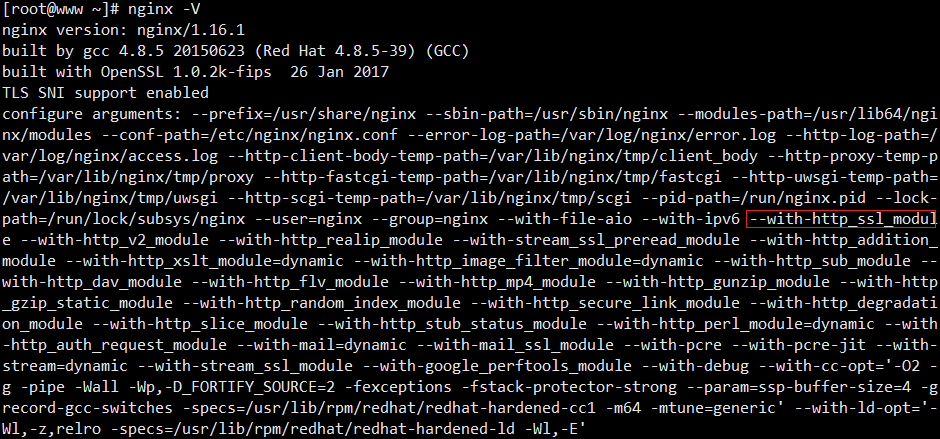 [root@www ~]# nginx -V
nginx version: nginx/1.16.1
built by gcc 4.8.5 20150623 (Red Hat 4.8.5-39) (GCC)
built with OpenSSL 1.0.2k-fips  26 Jan 2017
TLS SNI support enabled
configure arguments: --prefix=/usr/share/nginx --sbin-path=/usr/sbin/nginx --modules-path=/usr/lib64/ngi
nx/modules --conf-path=/etc/nginx/nginx.conf --error-log-path=/var/log/nginx/error.log --http-log-path=/
var/log/nginx/access.log --http-client-body-temp-path=/var/lib/nginx/tmp/client_body --http-proxy-temp-p
ath=/var/lib/nginx/tmp/proxy --http-fastcgi-temp-path=/var/lib/nginx/tmp/fastcgi --http-uwsgi-temp-path=
/var/lib/nginx/tmp/uwsgi --http-scgi-temp-path=/var/lib/nginx/tmp/scgi --pid-path=/run/nginx.pid --lock-
path=/run/lock/subsys/nginx --user=nginx --group=nginx --with-file-aio --with-ipv6 --with-http_ssl_modul
e --with-http_v2_module --with-http_realip_module --with-stream_ssl_preread_module --with-http_addition_
module --with-http_xslt_module=dynamic --with-http_image_filter_module=dynamic --with-http_sub_module --
with-http_dav_module --with-http_flv_module --with-http_mp4_module --with-http_gunzip_module --with-http
_gzip_static_module --with-http_random_index_module --with-http_secure_link_module --with-http_degradati
on_module --with-http_slice_module --with-http_stub_status_module --with-http_perl_module=dynamic --with
-http_auth_request_module --with-mail=dynamic --with-mail_ssl_module --with-pcre --with-pcre-jit --with-
stream=dynamic --with-stream_ssl_module --with-google_perftools_module --with-debug --with-cc-opt='-O2 -
g -pipe -Wall -Wp,-D_FORTIFY_SOURCE=2 -fexceptions -fstack-protector-strong --param=ssp-buffer-size=4 -g
record-gcc-switches -specs=/usr/lib/rpm/redhat/redhat-hardened-cc1 -m64 -mtune=generic' --with-ld-opt='-
Wl,-z,relro -specs=/usr/lib/rpm/redhat/redhat-hardened-ld -Wl,-E'